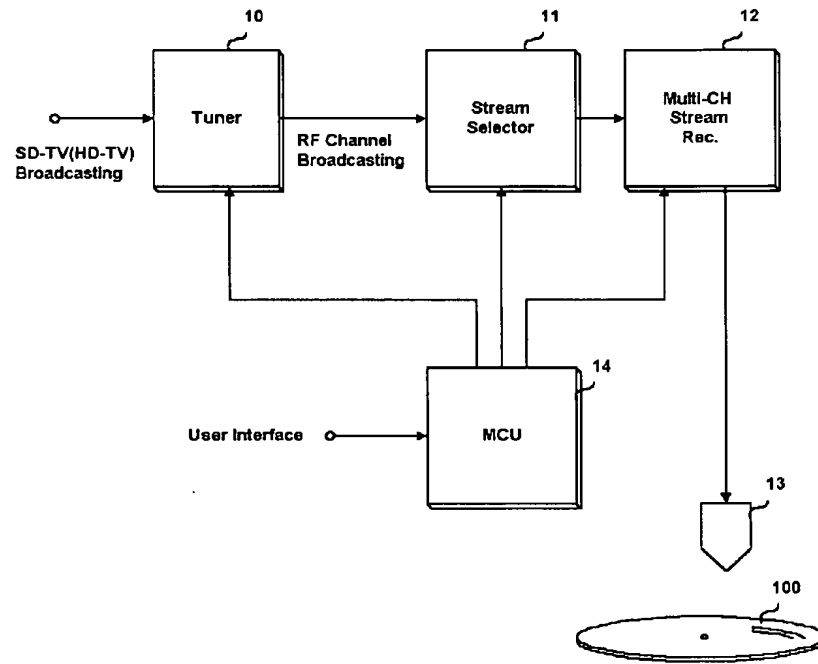 10
11
12
Tuner
Stream
Selector
Multi-CH
Stream
Rec.
SD-TV(HD-TV)
Broadcasting
RF Channel
Broadcasting
14
User Interface
MCU
13
100